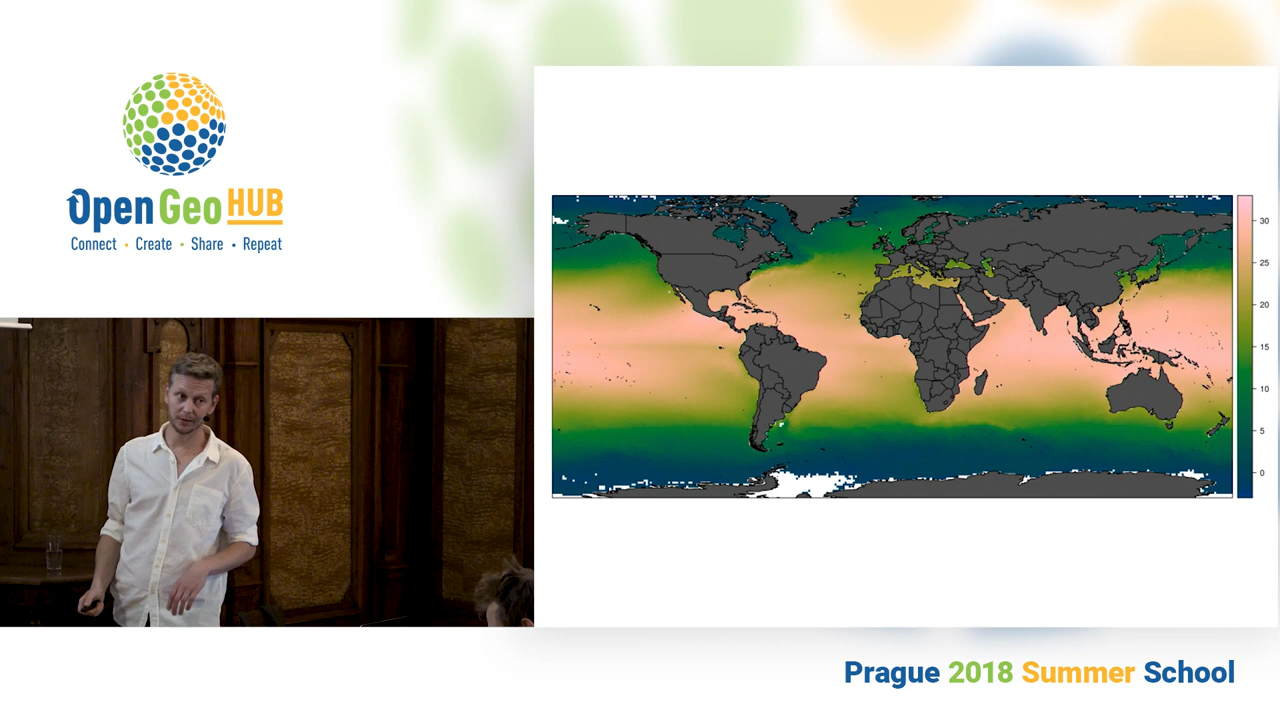 Open Geo HUB
Connect • Create • Share • Repeat
30
25
20
15
10
5
0
Prague 2018 Summer School